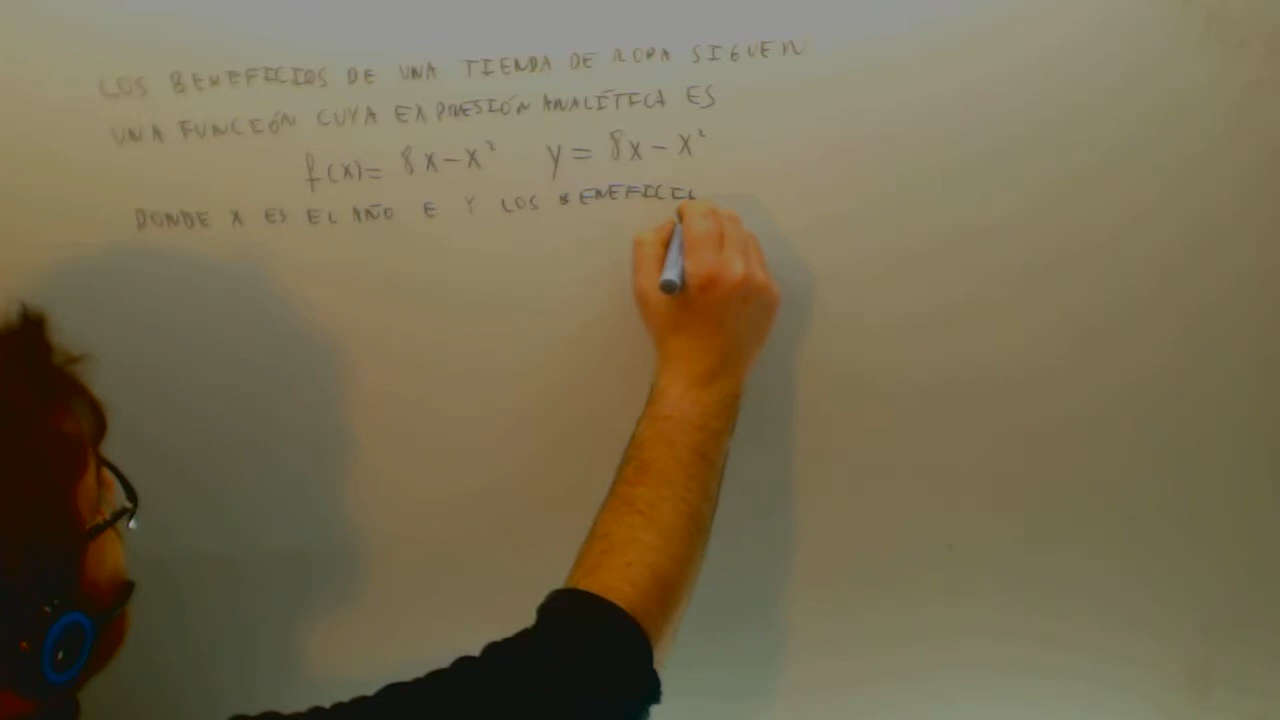 LOS BENEFICIOS DE UNA TIENDA DE ROPA SIGUEN
UNA FUNCIÓN CUYA EXPRESIÓN ANALÍTICA ES
f(x)= 8x-x² y = 8x-x²
DONDE X ES EL AÑO E Y LOS BENEFICI